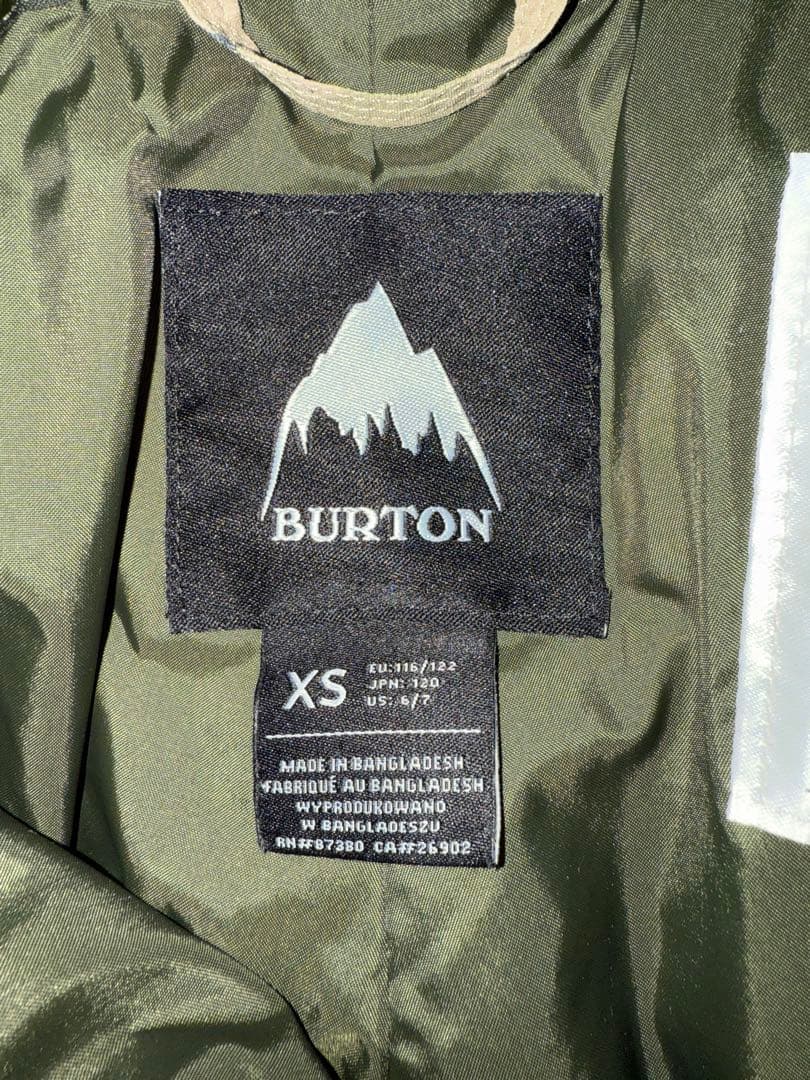 BURTON
XS
EU:116/122
JPN: 120
US: 6/7
MADE IN BANGLADESH
FABRIQUÉ AU BANGLADESH
WYPRODUKOWANO
W BANGLADESZU
RN#87380 CA#26902